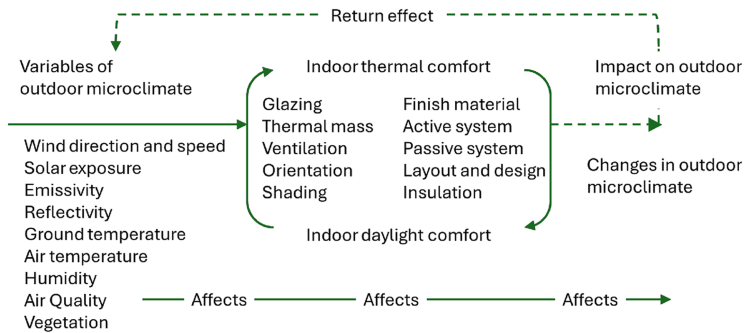 Return effect
Variables of
outdoor microclimate
Indoor thermal comfort
Impact on outdoor
microclimate
Glazing
Thermal mass
Ventilation
Orientation
Shading
Finish material
Active system
Passive system
Layout and design
Insulation
Changes in outdoor
microclimate
Wind direction and speed
Solar exposure
Emissivity
Reflectivity
Ground temperature
Air temperature
Humidity
Air Quality
Vegetation
Indoor daylight comfort
Affects
Affects
Affects